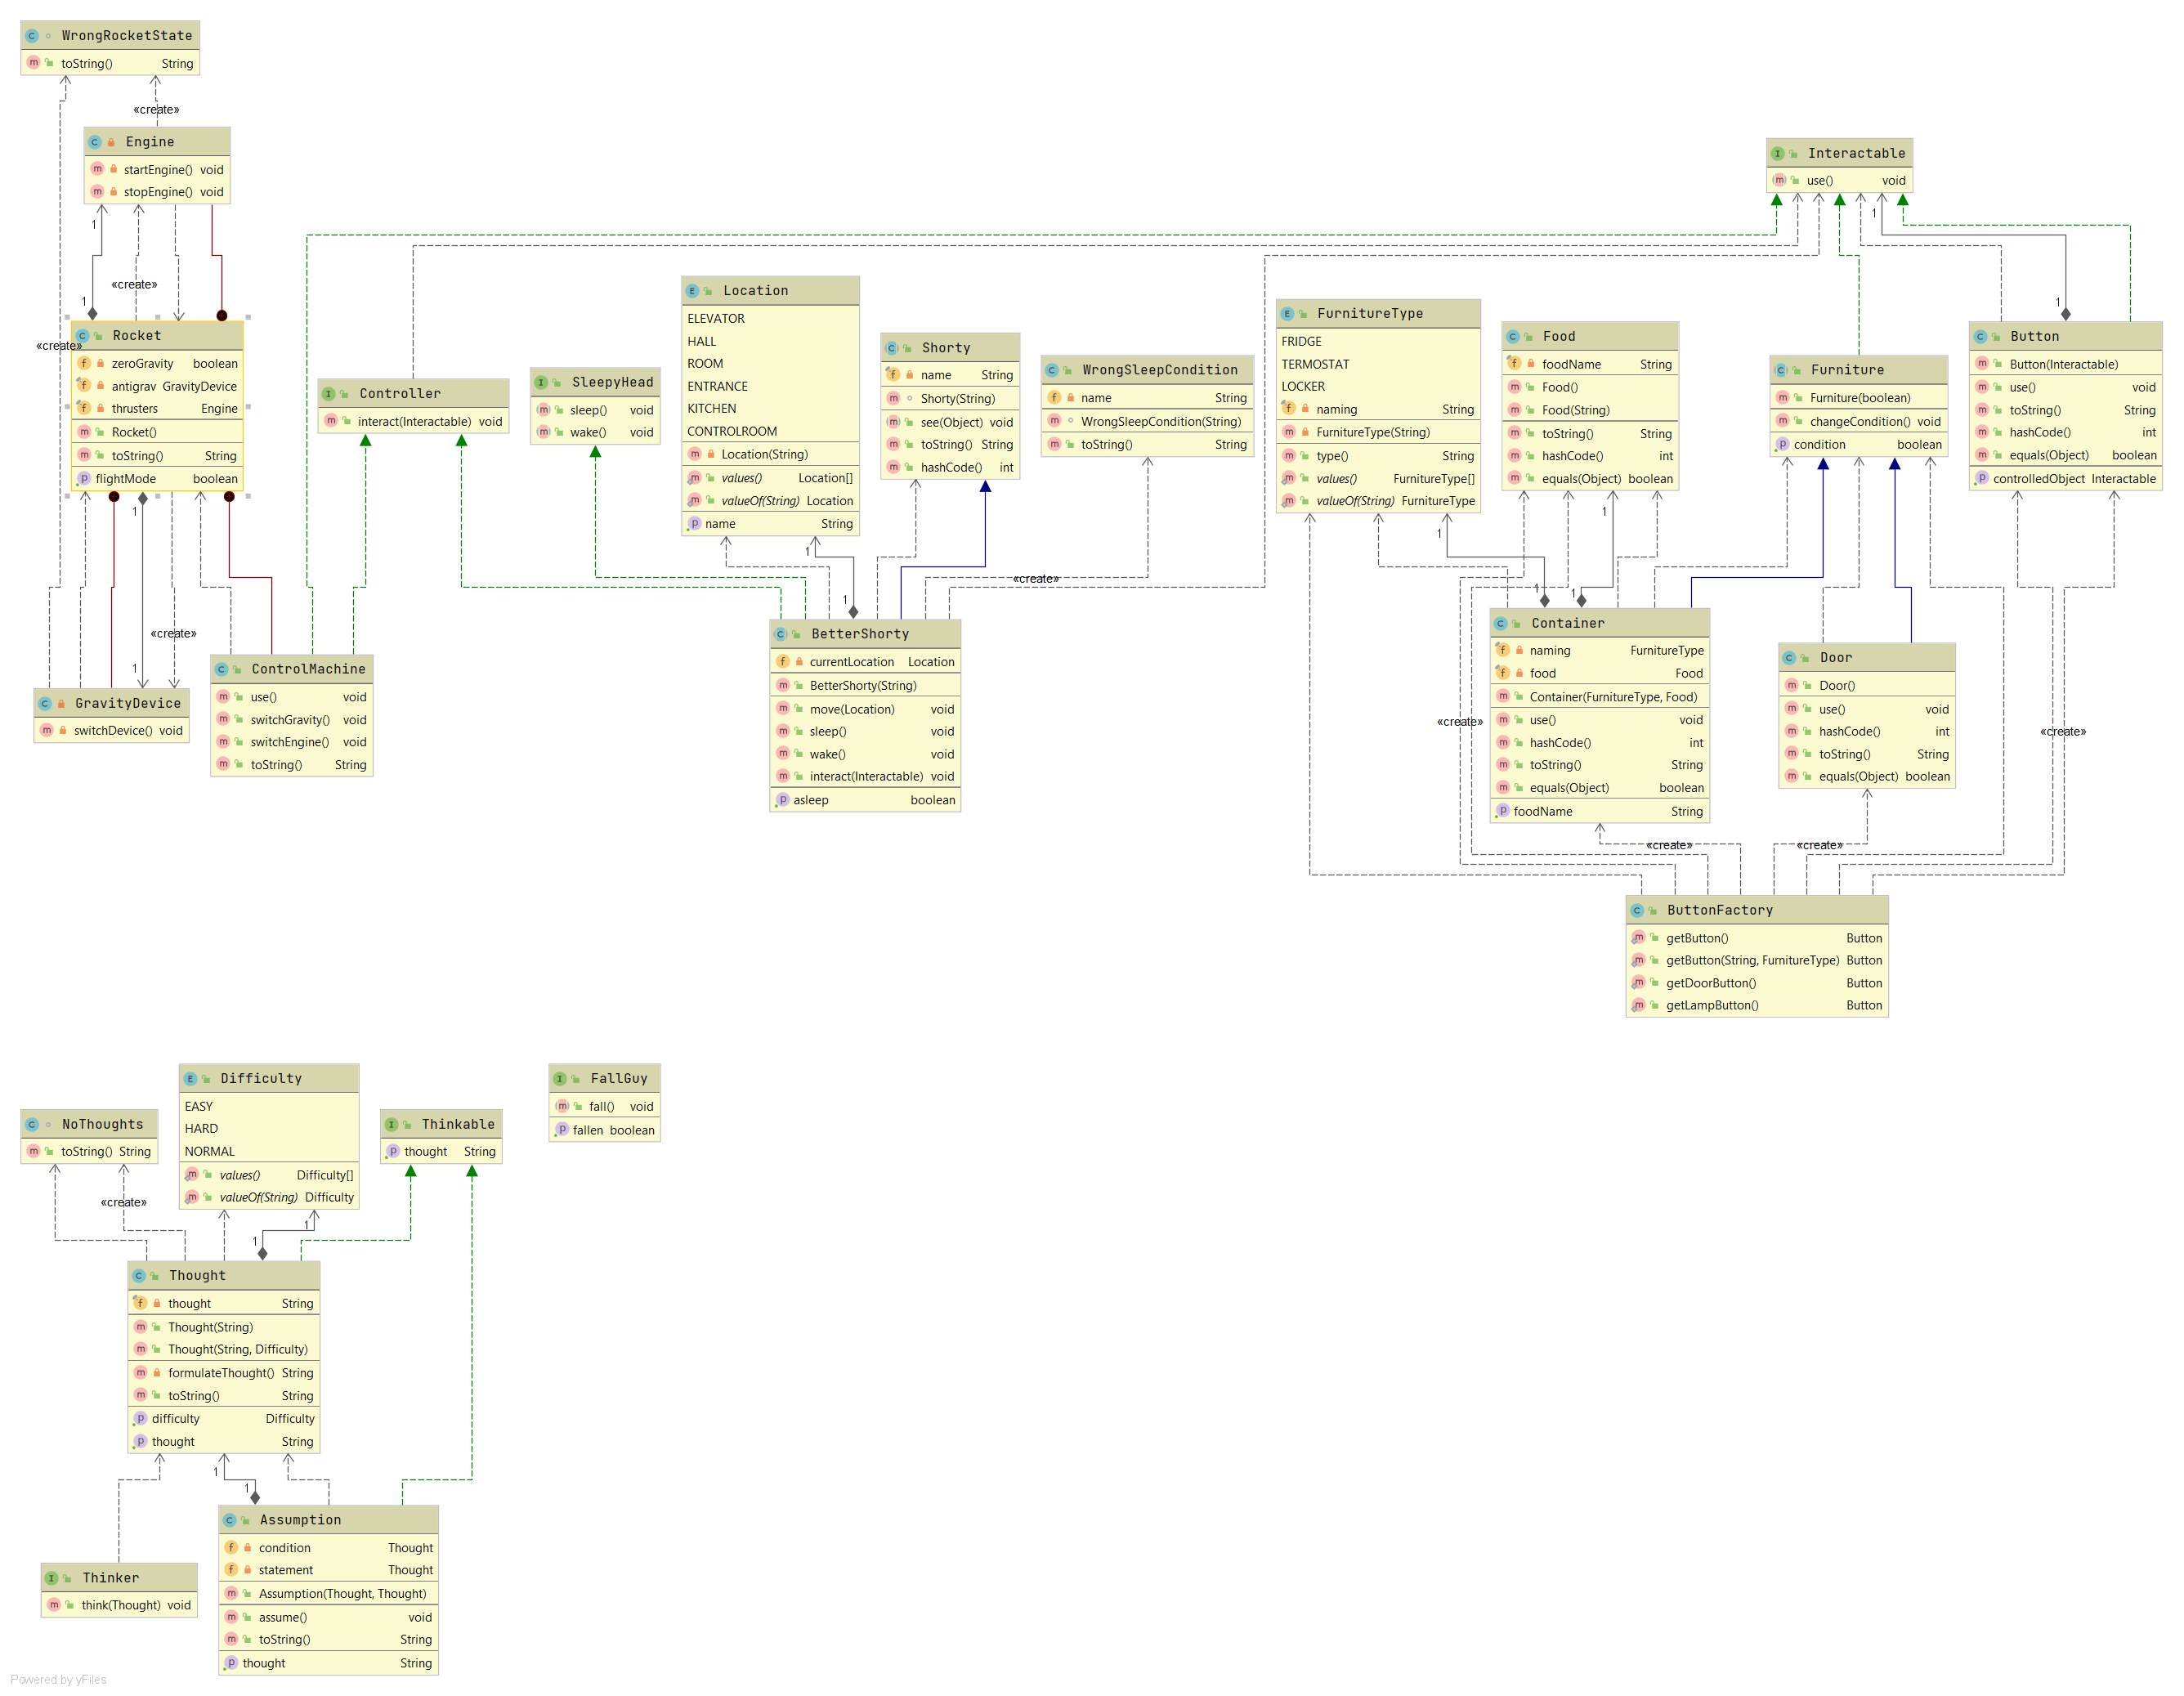 WrongRocketState
toString() String
«create»
Engine
startEngine() void
stopEngine() void
1
1
«create»
«create»
Rocket
zeroGravity boolean
antigrav GravityDevice
thrusters Engine
Rocket()
toString() String
flightMode boolean
1
1
«create»
GravityDevice
switchDevice() void
ControlMachine
use() void
switchGravity() void
switchEngine() void
toString() String
Controller
interact(Interactable) void
SleepyHead
sleep() void
wake() void
Location
ELEVATOR
HALL
ROOM
ENTRANCE
KITCHEN
CONTROLROOM
Location(String)
values() Location[]
valueOf(String) Location
name String
Shorty
name String
Shorty(String)
see(Object) void
toString() String
hashCode() int
WrongSleepCondition
name String
WrongSleepCondition(String)
toString() String
1
1
«create»
BetterShorty
currentLocation Location
BetterShorty(String)
move(Location) void
sleep() void
wake() void
interact(Interactable) void
asleep boolean
Interactable
use() void
1
1
FurnitureType
FRIDGE
TERMOSTAT
LOCKER
naming String
FurnitureType(String)
type() String
values() FurnitureType[]
valueOf(String) FurnitureType
Food
foodName String
Food()
Food(String)
toString() String
hashCode() int
equals(Object) boolean
Furniture
Furniture(boolean)
changeCondition() void
condition boolean
Button
Button(Interactable)
use() void
toString() String
hashCode() int
equals(Object) boolean
controlledObject Interactable
1
1
1
1
Container
naming FurnitureType
food Food
Container(FurnitureType, Food)
use() void
hashCode() int
toString() String
equals(Object) boolean
foodName String
Door
Door()
use() void
hashCode() int
toString() String
equals(Object) boolean
«create»
«create»
«create»
«create»
ButtonFactory
getButton() Button
getButton(String, FurnitureType) Button
getDoorButton() Button
getLampButton() Button
Difficulty
EASY
HARD
NORMAL
values() Difficulty[]
valueOf(String) Difficulty
FallGuy
fall() void
fallen boolean
NoThoughts
toString() String
Thinkable
thought String
«create»
1
1
Thought
thought String
Thought(String)
Thought(String, Difficulty)
formulateThought() String
toString() String
difficulty Difficulty
thought String
1
1
Assumption
condition Thought
statement Thought
Assumption(Thought, Thought)
assume() void
toString() String
thought String
Thinker
think(Thought) void
Powered by yFiles